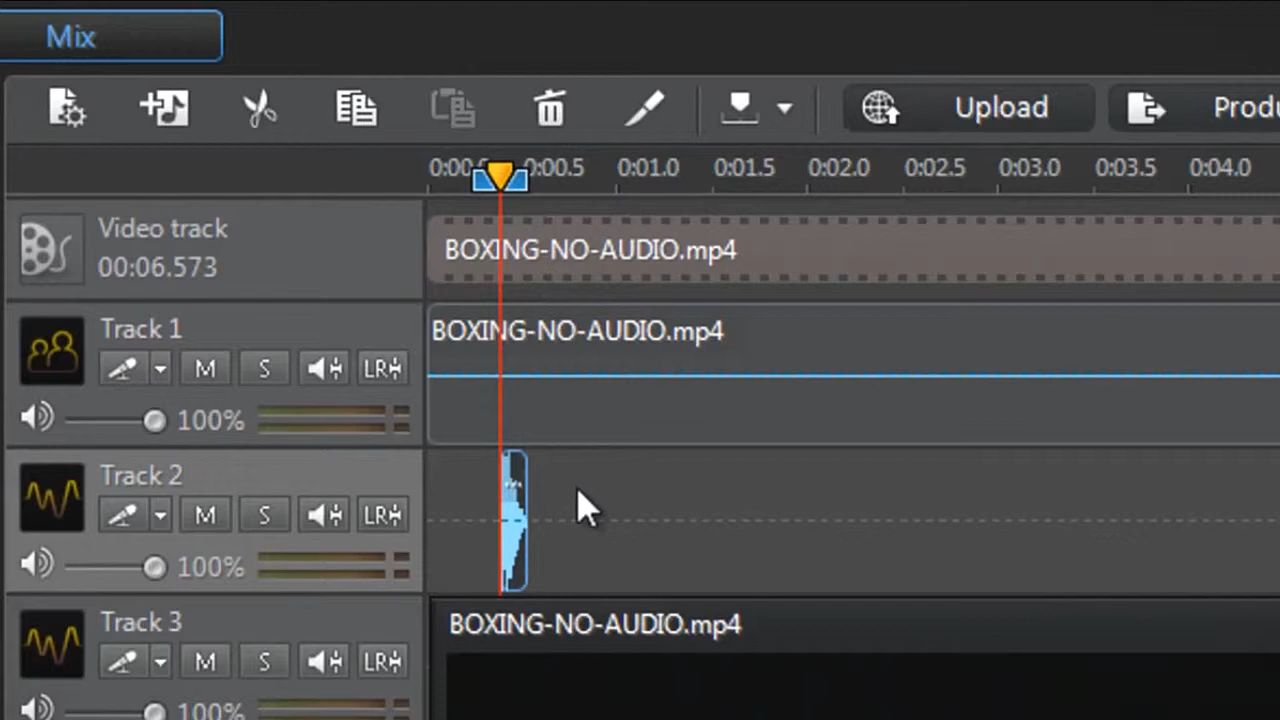 Mix
Upload
Produ
0:00.0 0:00.5 0:01.0 0:01.5 0:02.0 0:02.5 0:03.0 0:03.5 0:04.0
Video track
00:06.573
BOXING-NO-AUDIO.mp4
Track 1
BOXING-NO-AUDIO.mp4
M S LR
100%
Track 2
M S LR
100%
Track 3
BOXING-NO-AUDIO.mp4
M S LR
100%